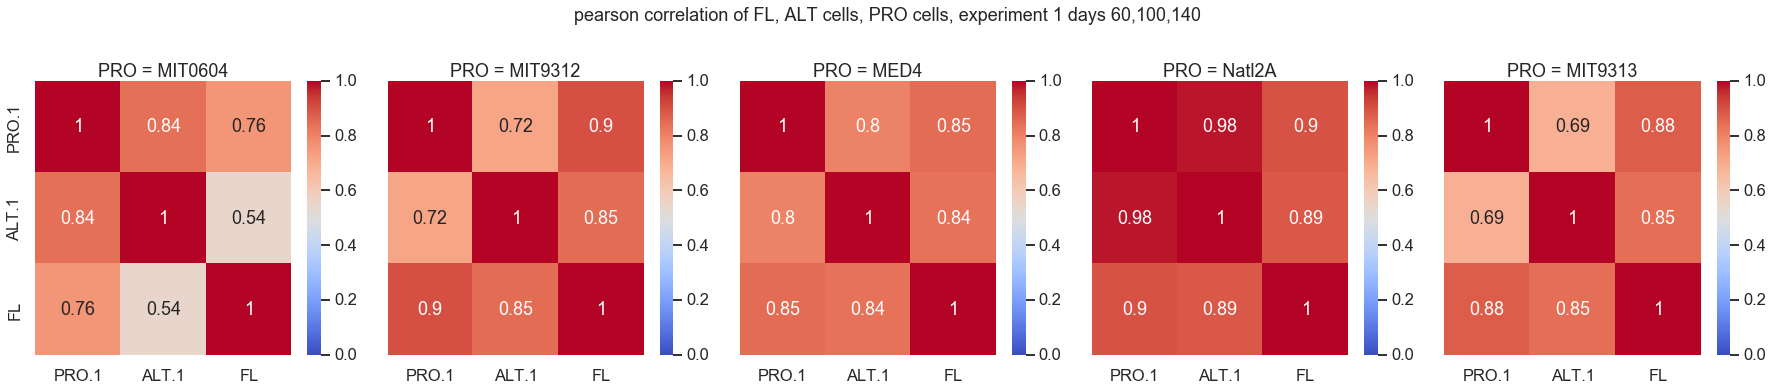 pearson correlation of FL, ALT cells, PRO cells, experiment 1 days 60,100,140
PRO = MIT0604
PRO.1
ALT.1
FL
1 0.84 0.76
0.84 1 0.54
0.76 0.54 1
PRO.1 ALT.1 FL
1.0
0.8
0.6
0.4
0.2
0.0
PRO = MIT9312
1 0.72 0.9
0.72 1 0.85
0.9 0.85 1
PRO.1 ALT.1 FL
1.0
0.8
0.6
0.4
0.2
0.0
PRO = MED4
1 0.8 0.85
0.8 1 0.84
0.85 0.84 1
PRO.1 ALT.1 FL
1.0
0.8
0.6
0.4
0.2
0.0
PRO = Natl2A
1 0.98 0.9
0.98 1 0.89
0.9 0.89 1
PRO.1 ALT.1 FL
1.0
0.8
0.6
0.4
0.2
0.0
PRO = MIT9313
1 0.69 0.88
0.69 1 0.85
0.88 0.85 1
PRO.1 ALT.1 FL
1.0
0.8
0.6
0.4
0.2
0.0